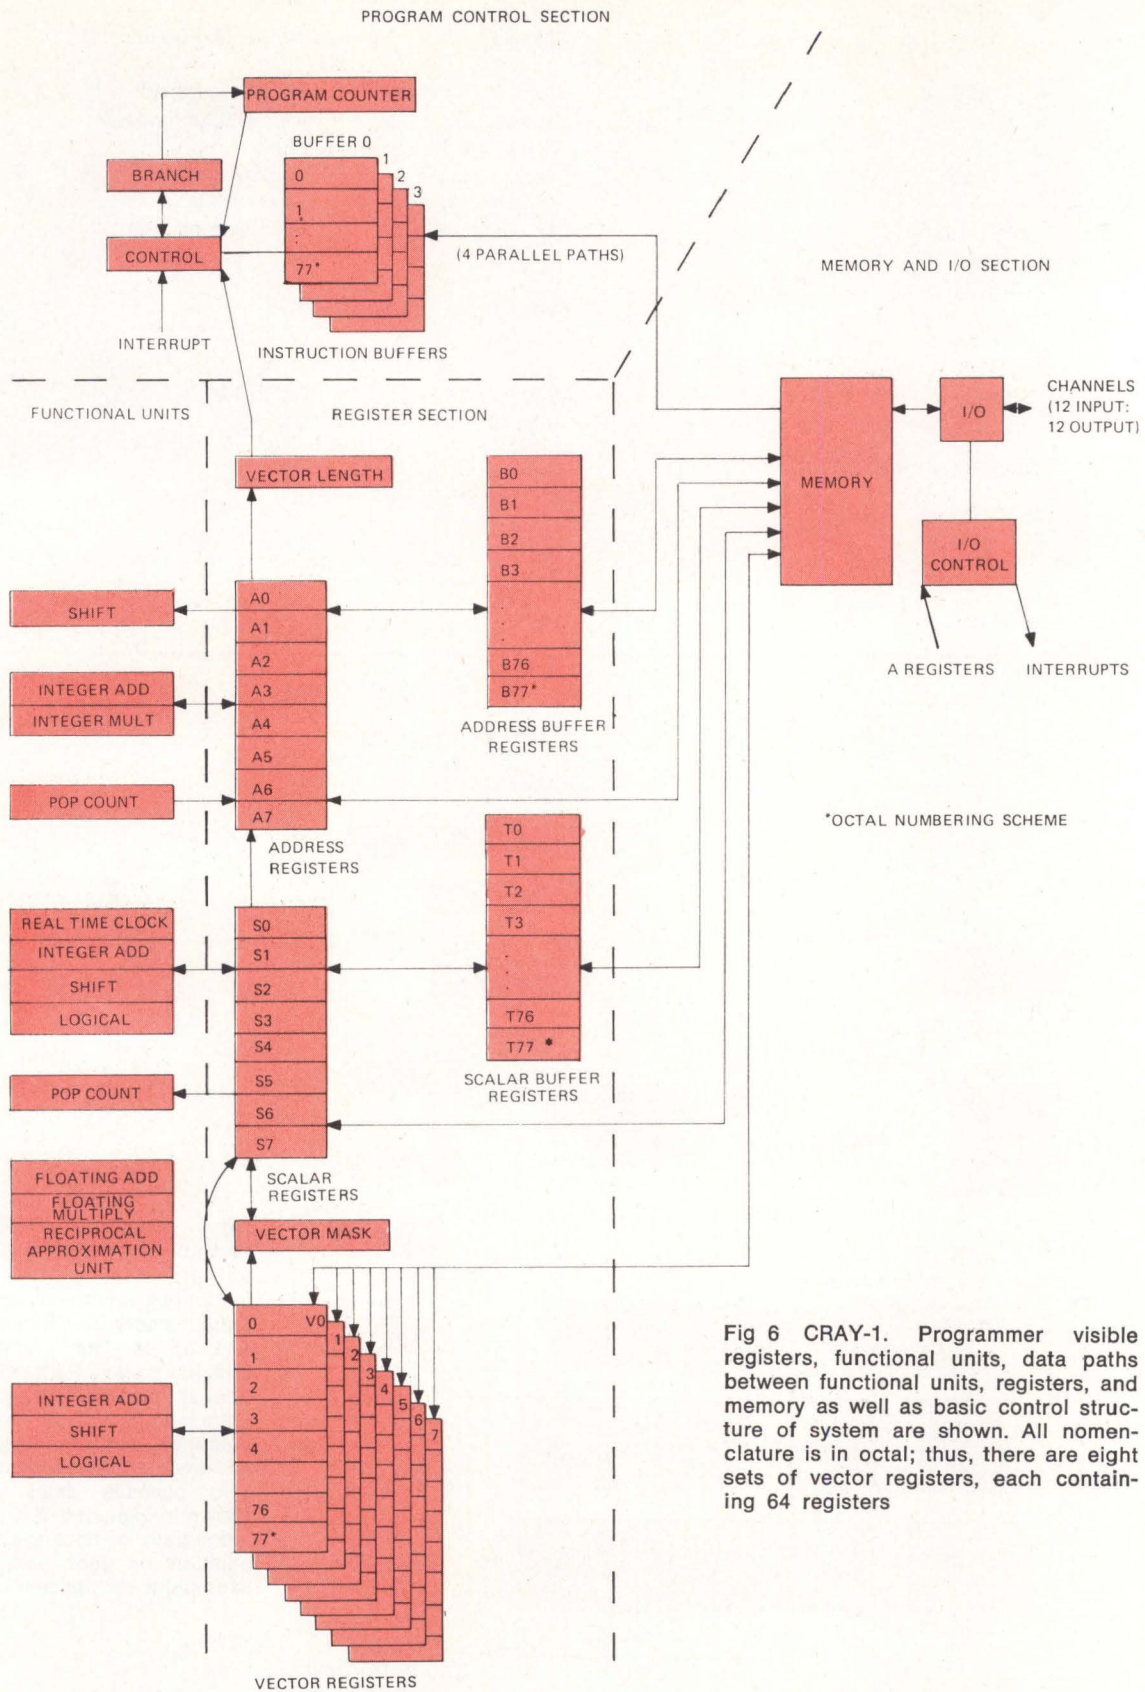 PROGRAM CONTROL SECTION
PROGRAM COUNTER
BRANCH
CONTROL
INTERRUPT
BUFFER 0
1
2
3
0
1
:
77*
INSTRUCTION BUFFERS
(4 PARALLEL PATHS)
MEMORY AND I/O SECTION
FUNCTIONAL UNITS
REGISTER SECTION
MEMORY
I/O
CHANNELS
(12 INPUT:
12 OUTPUT)
I/O
CONTROL
A REGISTERS
INTERRUPTS
VECTOR LENGTH
B0
B1
B2
B3
.
.
.
B76
B77*
ADDRESS BUFFER
REGISTERS
SHIFT
INTEGER ADD
INTEGER MULT
POP COUNT
A0
A1
A2
A3
A4
A5
A6
A7
ADDRESS
REGISTERS
*OCTAL NUMBERING SCHEME
T0
T1
T2
T3
.
.
.
T76
T77 *
SCALAR BUFFER
REGISTERS
REAL TIME CLOCK
INTEGER ADD
SHIFT
LOGICAL
POP COUNT
S0
S1
S2
S3
S4
S5
S6
S7
SCALAR
REGISTERS
FLOATING ADD
FLOATING
MULTIPLY
RECIPROCAL
APPROXIMATION
UNIT
VECTOR MASK
0
1
2
3
4
76
77*
V0
1
2
3
4
5
6
7
INTEGER ADD
SHIFT
LOGICAL
VECTOR REGISTERS
Fig 6 CRAY-1. Programmer visible
registers, functional units, data paths
between functional units, registers, and
memory as well as basic control struc-
ture of system are shown. All nomen-
clature is in octal; thus, there are eight
sets of vector registers, each contain-
ing 64 registers